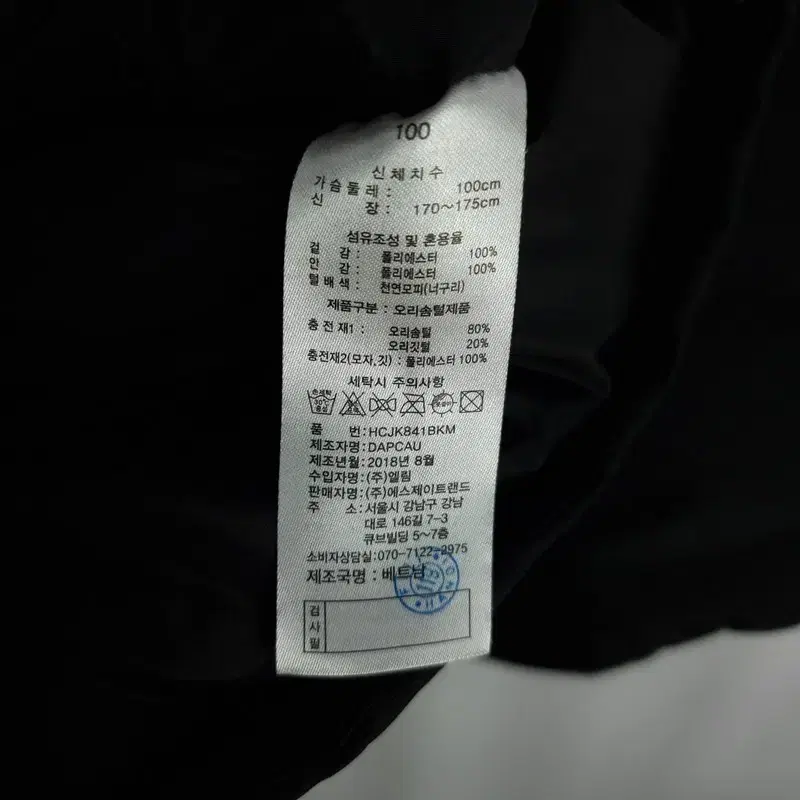 100
신체치수
가슴둘레: 100cm
신 장: 170~175cm
섬유조성 및 혼용율
겉 감: 폴리에스터 100%
안 감: 폴리에스터 100%
털배색: 천연모피(너구리)
제품구분: 오리솜털제품
충전재1: 오리솜털 80%
오리깃털 20%
충전재2(모자,깃): 폴리에스터 100%
세탁시 주의사항
손세탁
30℃
중성
품 번:HCJK841BKM
제조자명:DAPCAU
제조년월:2018년 8월
수입자명:(주)엘림
판매자명:(주)에스제이트랜드
주 소:서울시 강남구 강남
대로 146길 7-3
큐브빌딩 5~7층
소비자상담실:070-7122-2975
제조국명: 베트남
검사필